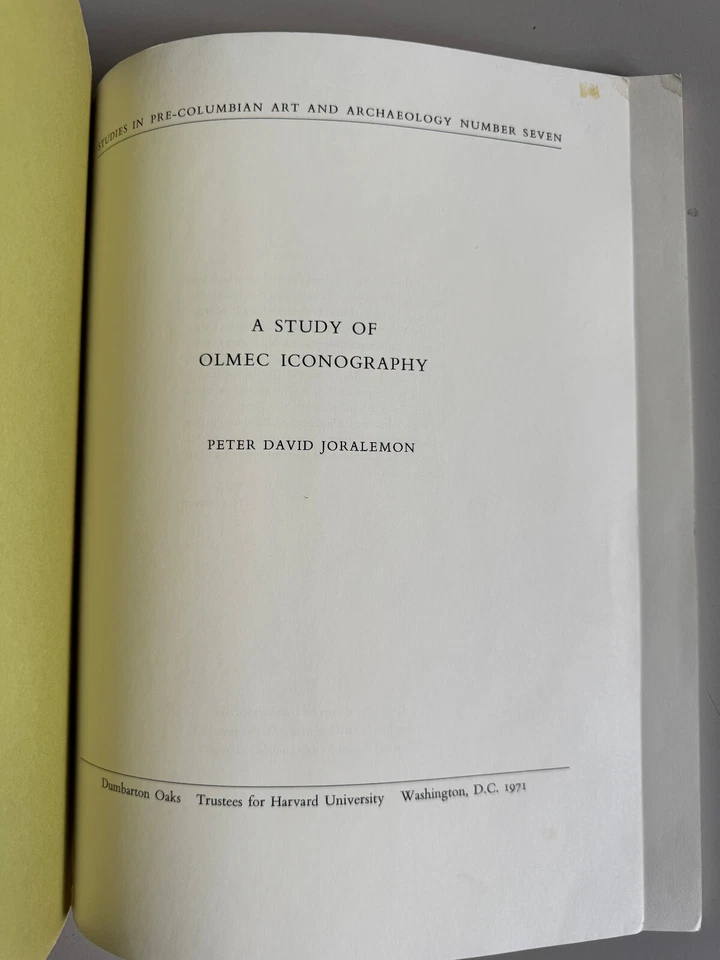 STUDIES IN PRE-COLUMBIAN ART AND ARCHAEOLOGY NUMBER SEVEN
A STUDY OF
OLMEC ICONOGRAPHY
PETER DAVID JORALEMON
Dumbarton Oaks Trustees for Harvard University Washington, D.C. 1971